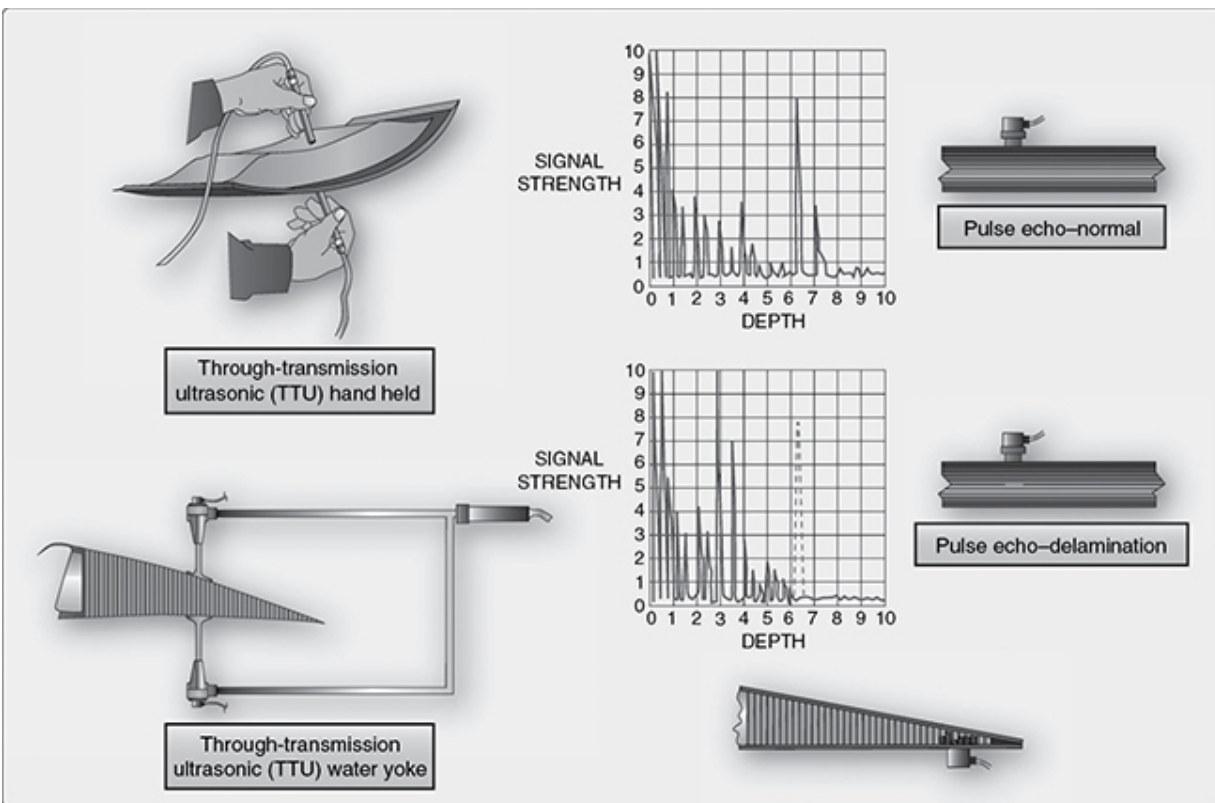 Through-transmission
ultrasonic (TTU) hand held
10
9
8
7
6
5
4
3
2
1
0
SIGNAL
STRENGTH
0 1 2 3 4 5 6 7 8 9 10
DEPTH
Pulse echo–normal
10
9
8
7
6
5
4
3
2
1
0
SIGNAL
STRENGTH
0 1 2 3 4 5 6 7 8 9 10
DEPTH
Pulse echo–delamination
Through-transmission
ultrasonic (TTU) water yoke